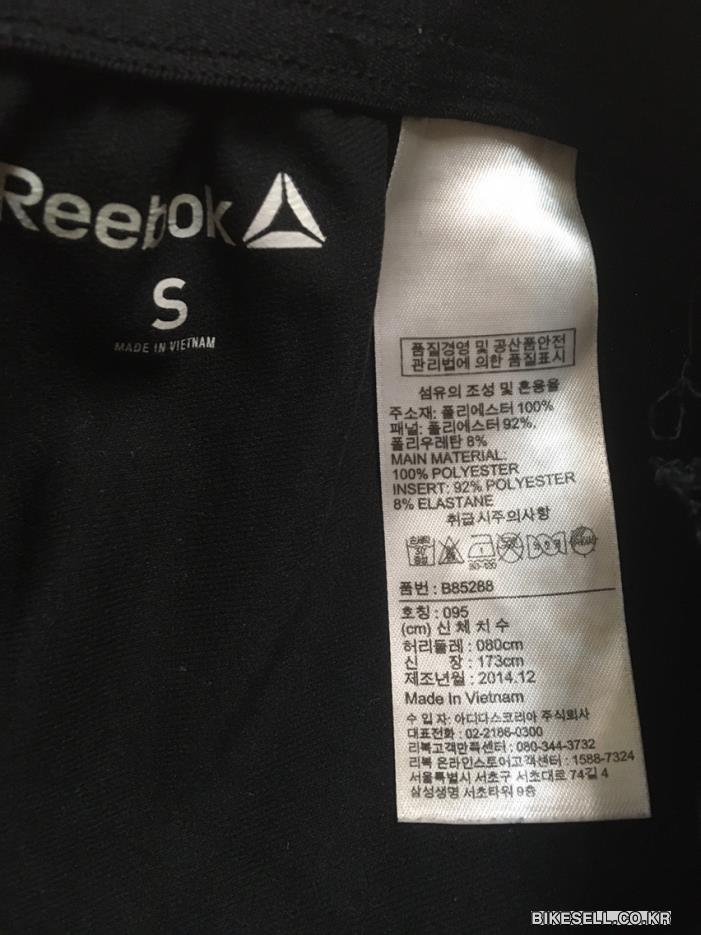 Reebok
S
MADE IN VIETNAM
품질경영 및 공산품안전
관리법에 의한 품질표시
섬유의 조성 및 혼용율
주소재: 폴리에스터 100%
패널: 폴리에스터 92%,
폴리우레탄 8%
MAIN MATERIAL:
100% POLYESTER
INSERT: 92% POLYESTER
8% ELASTANE
취급시주의사항
품번 : B85288
호칭 : 095
(cm) 신 체 치 수
허리둘레 : 080cm
신 장 : 173cm
제조년월 : 2014.12
Made In Vietnam
수 입 자: 아디다스코리아 주식회사
대표전화 : 02-2186-0300
리복고객만족센터 : 080-344-3732
리복 온라인스토어고객센터 : 1588-7324
서울특별시 서초구 서초대로 74길 4
삼성생명 서초타워 9층
BIKESELL.CO.KR